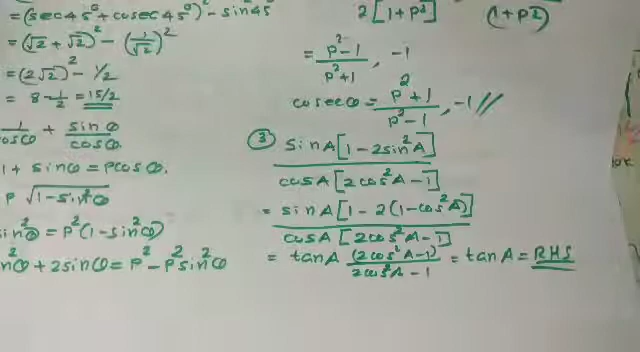 =(sec45°+cosec45°)² - sin²45
=(√2 + √2)² - (1/√2)²
=(2√2)² - 1/2
= 8 - 1/2 = 15/2
1/cosθ + sinθ/cosθ
1 + sinθ = pcosθ.
p √1-sin²θ
sin²θ = p²(1-sin²θ)
sin²θ + 2sinθ = p² - p²sin²θ
2[1+p²] (1+p²)
= p²-1/p²+1, -1
cosecθ = p²+1/p²-1, -1//
③ SinA[1-2sin²A]/cosA[2cos²A-1]
= sinA[1-2(1-cos²A)]/cosA[2cos²A-1]
= tanA (2cos²A-1)/2cos²A-1 = tanA = RHS